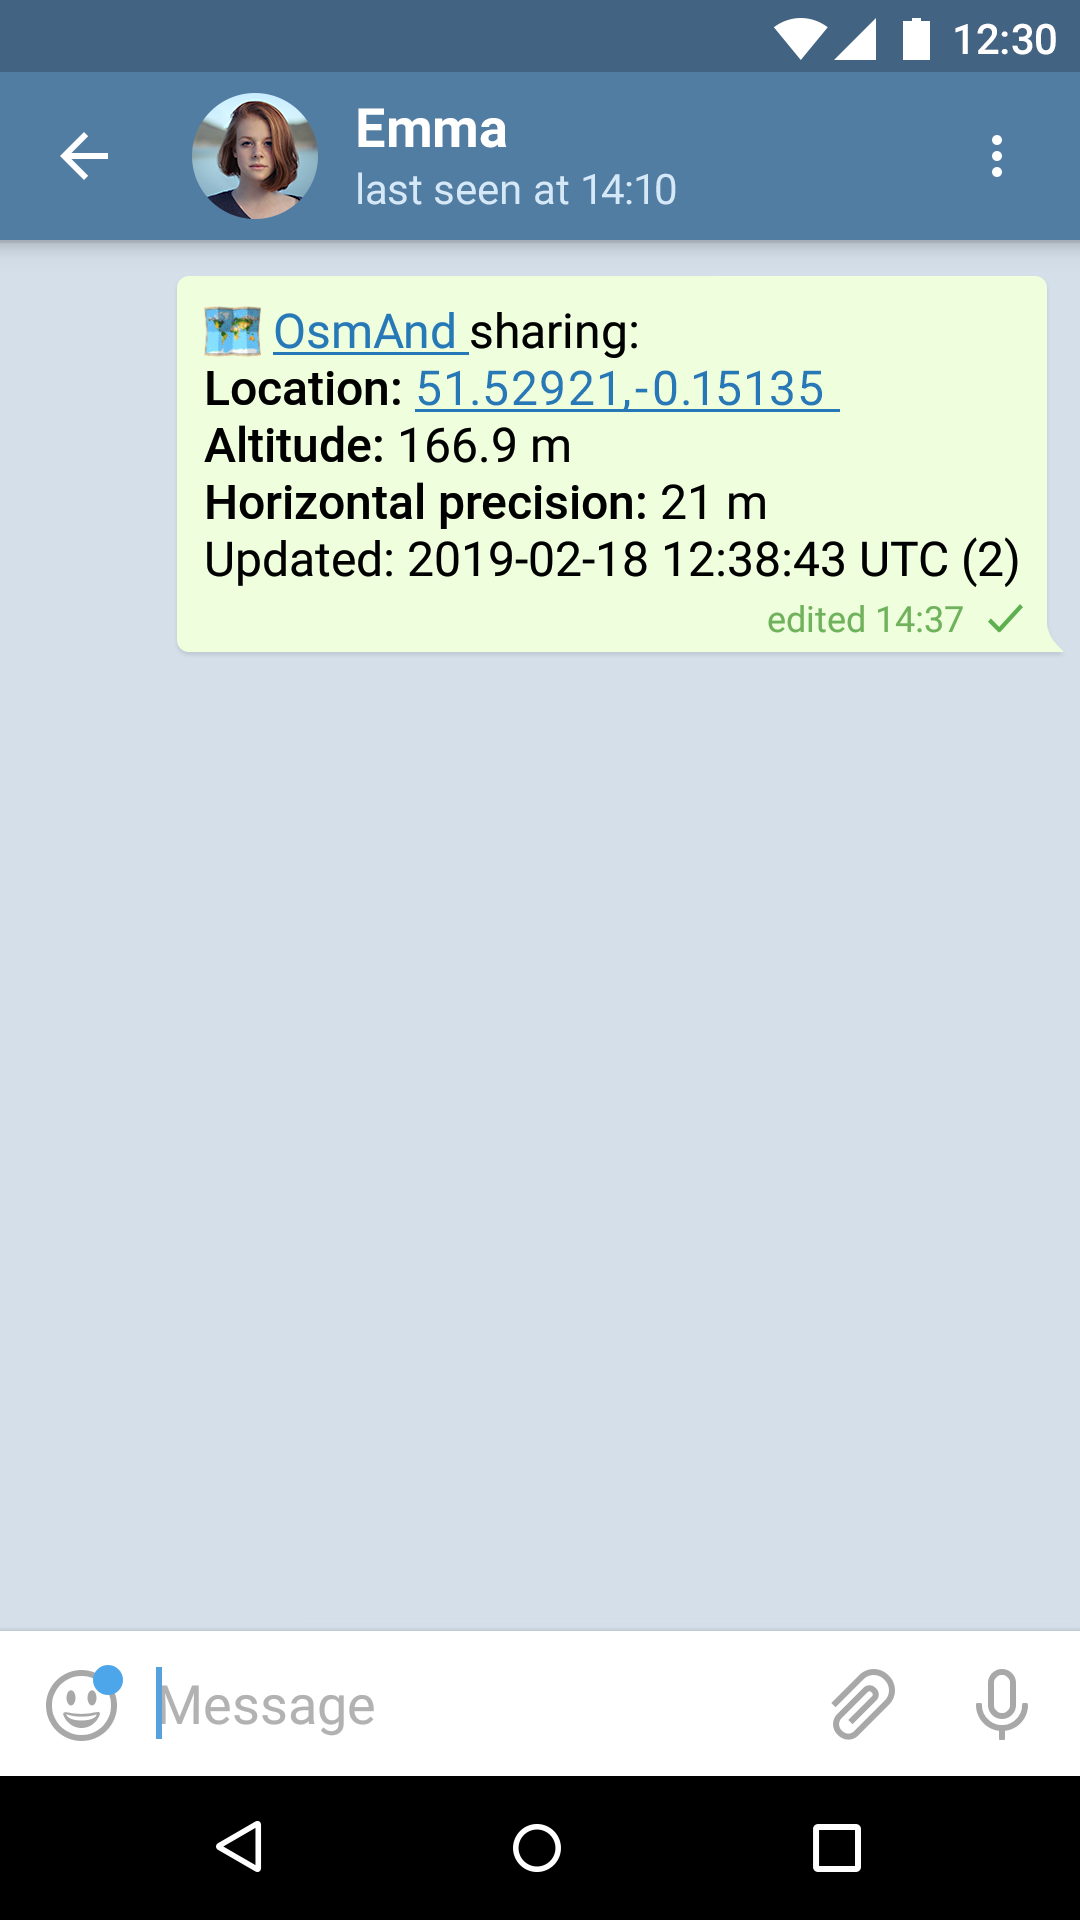 12:30
Emma
last seen at 14:10
OsmAnd sharing:
Location: 51.52921,-0.15135
Altitude: 166.9 m
Horizontal precision: 21 m
Updated: 2019-02-18 12:38:43 UTC (2)
edited 14:37
Message